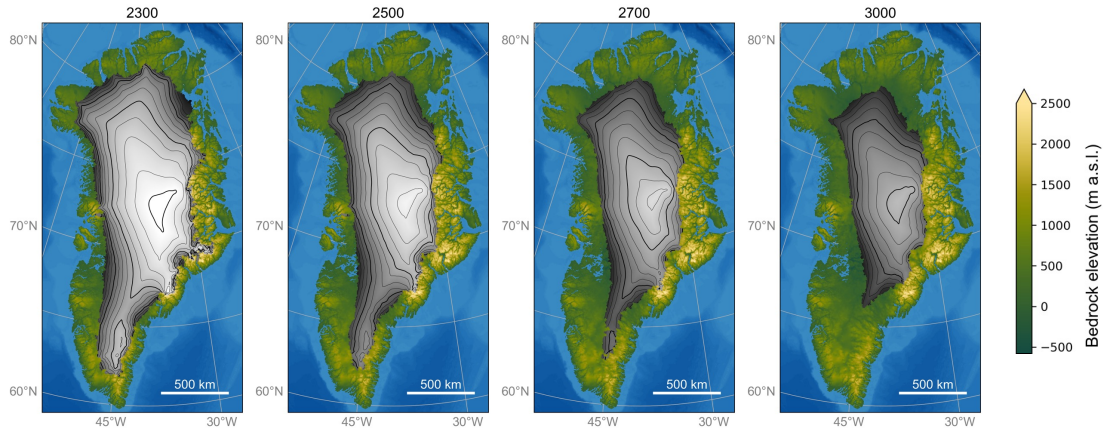 2300 2500 2700 3000
80°N 80°N 80°N 80°N
70°N 70°N 70°N 70°N
60°N 60°N 60°N 60°N
500 km 500 km 500 km 500 km
45°W 30°W 45°W 30°W 45°W 30°W 45°W 30°W
2500
2000
1500
1000
500
0
−500
Bedrock elevation (m a.s.l.)